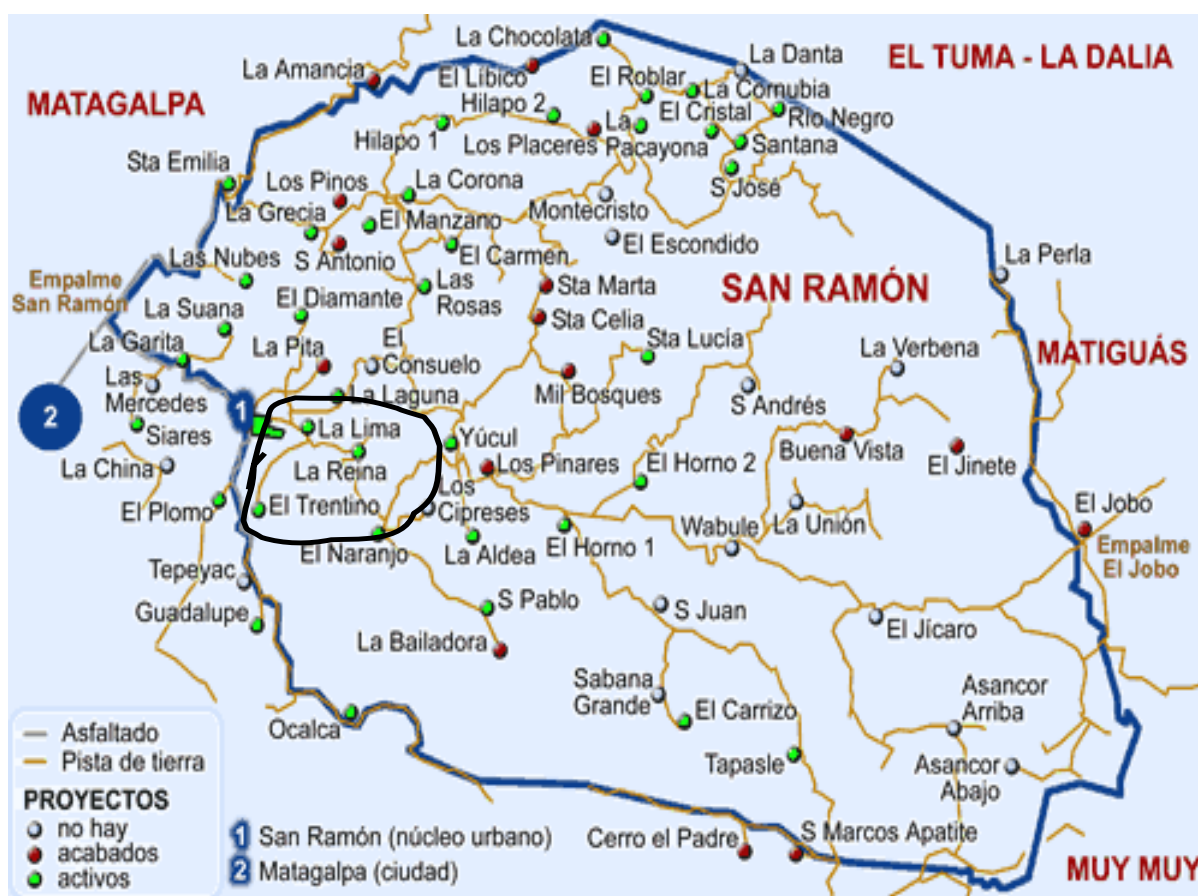 La Chocolata
La Danta
EL TUMA - LA DALIA
La Amancia
El Líbico
El Roblar
La Cornubia
MATAGALPA
Hilapo 2
El Cristal
Río Negro
Hilapo 1
Los Placeres
La
Pacayona
Santana
Sta Emilia
Los Pinos
La Corona
S José
La Grecia
El Manzano
Montecristo
S Antonio
El Carmen
El Escondido
Las Nubes
La Perla
Empalme
San Ramón
El Diamante
Las
Rosas
Sta Marta
SAN RAMÓN
La Suana
Sta Celia
Sta Lucía
La Garita
La Pita
El
Consuelo
La Verbena
MATIGUÁS
Las
Mercedes
La Laguna
Mil Bosques
S Andrés
2
1
Siares
La Lima
Yúcul
Buena Vista
La China
La Reina
Los Pinares
El Horno 2
El Jinete
El Plomo
El Trentino
Los
Cipreses
La Unión
El Jobo
El Naranjo
La Aldea
El Horno 1
Wabule
Empalme
El Jobo
Tepeyac
Guadalupe
S Pablo
S Juan
El Jícaro
La Bailadora
Sabana
Grande
Asancor
Arriba
Ocalca
El Carrizo
Tapasle
Asancor
Abajo
Asfaltado
Pista de tierra
PROYECTOS
no hay
acabados
activos
1 San Ramón (núcleo urbano)
2 Matagalpa (ciudad)
Cerro el Padre
S Marcos Apatite
MUY MUY